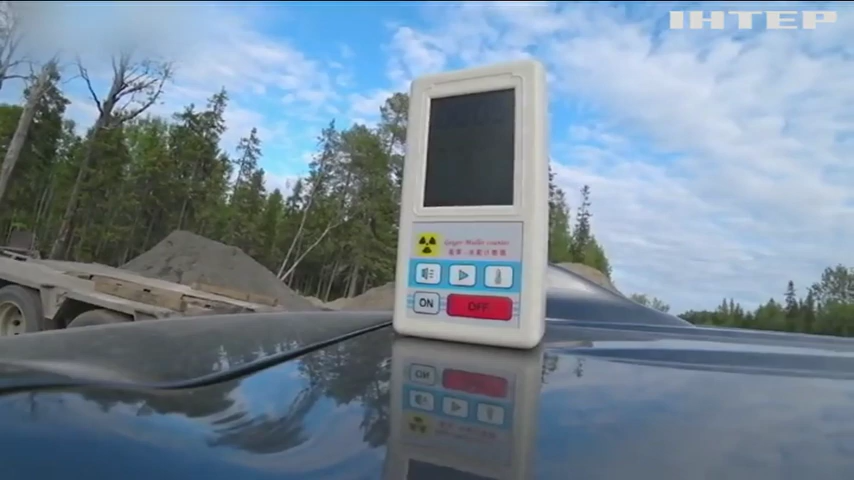 ІНТЕР
Geiger-Muller counter
ON
OFF